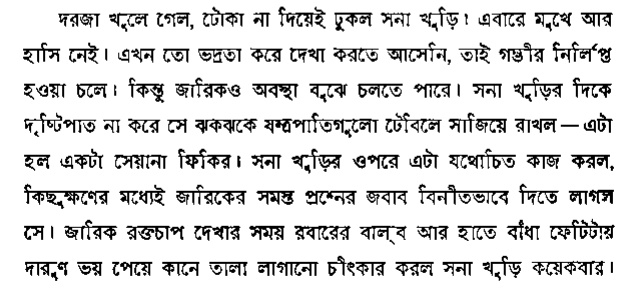 দরজা খুলে গেল, টোকা না দিয়েই ঢুকল সনা খুড়ি! এবারে মুখে আর
হাসি নেই। এখন তো ভদ্রতা করে দেখা করতে আসেনি, তাই গম্ভীর নির্লিপ্ত
হওয়া চলে। কিন্তু জারিকও অবস্থা বুঝে চলতে পারে। সনা খুড়ির দিকে
দৃষ্টিপাত না করে সে ঝকঝকে যন্ত্রপাতিগুলো টেবিলে সাজিয়ে রাখল — এটা
হল একটা সেয়ানা ফিকির। সনা খুড়ির ওপরে এটা যথোচিত কাজ করল,
কিছুক্ষণের মধ্যেই জারিকের সমস্ত প্রশ্নের জবাব বিনীতভাবে দিতে লাগল
সে। জারিক রক্তচাপ দেখার সময় রবারের বাল্‌ব আর হাতে বাঁধা ফেটিটায়
দারুণ ভয় পেয়ে কানে তালা লাগানো চীৎকার করল সনা খুড়ি কয়েকবার।